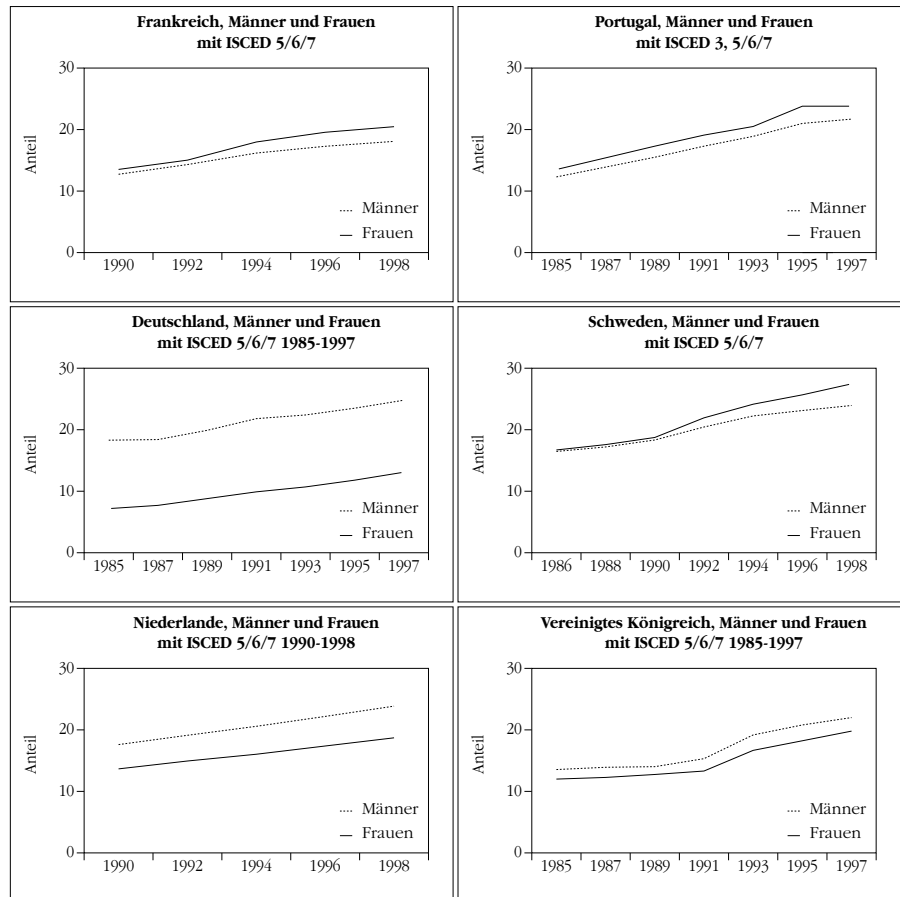 Frankreich, Männer und Frauen
mit ISCED 5/6/7
30
20
10
0
Anteil
Männer
Frauen
1990 1992 1994 1996 1998
Portugal, Männer und Frauen
mit ISCED 3, 5/6/7
30
20
10
0
Anteil
Männer
Frauen
1985 1987 1989 1991 1993 1995 1997
Deutschland, Männer und Frauen
mit ISCED 5/6/7 1985-1997
30
20
10
0
Anteil
Männer
Frauen
1985 1987 1989 1991 1993 1995 1997
Schweden, Männer und Frauen
mit ISCED 5/6/7
30
20
10
0
Anteil
Männer
Frauen
1986 1988 1990 1992 1994 1996 1998
Niederlande, Männer und Frauen
mit ISCED 5/6/7 1990-1998
30
20
10
0
Anteil
Männer
Frauen
1990 1992 1994 1996 1998
Vereinigtes Königreich, Männer und Frauen
mit ISCED 5/6/7 1985-1997
30
20
10
0
Anteil
Männer
Frauen
1985 1987 1989 1991 1993 1995 1997